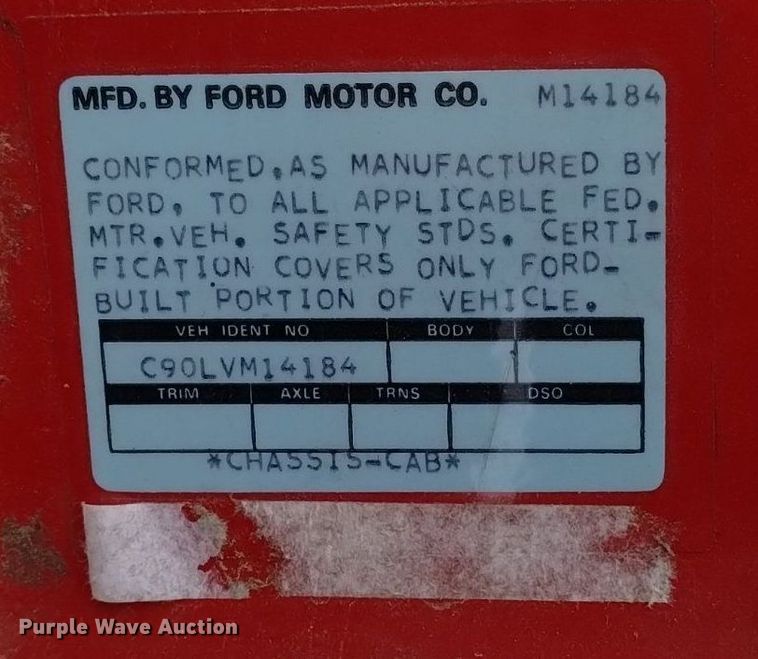 MFD. BY FORD MOTOR CO. M14184
CONFORMED,AS MANUFACTURED BY
FORD, TO ALL APPLICABLE FED.
MTR.VEH. SAFETY STDS. CERTI-
FICATION COVERS ONLY FORD-
BUILT PORTION OF VEHICLE.
VEH IDENT NO BODY COL
C90LVM14184
TRIM AXLE TRNS DSO
*CHASSIS-CAB*
Purple Wave Auction